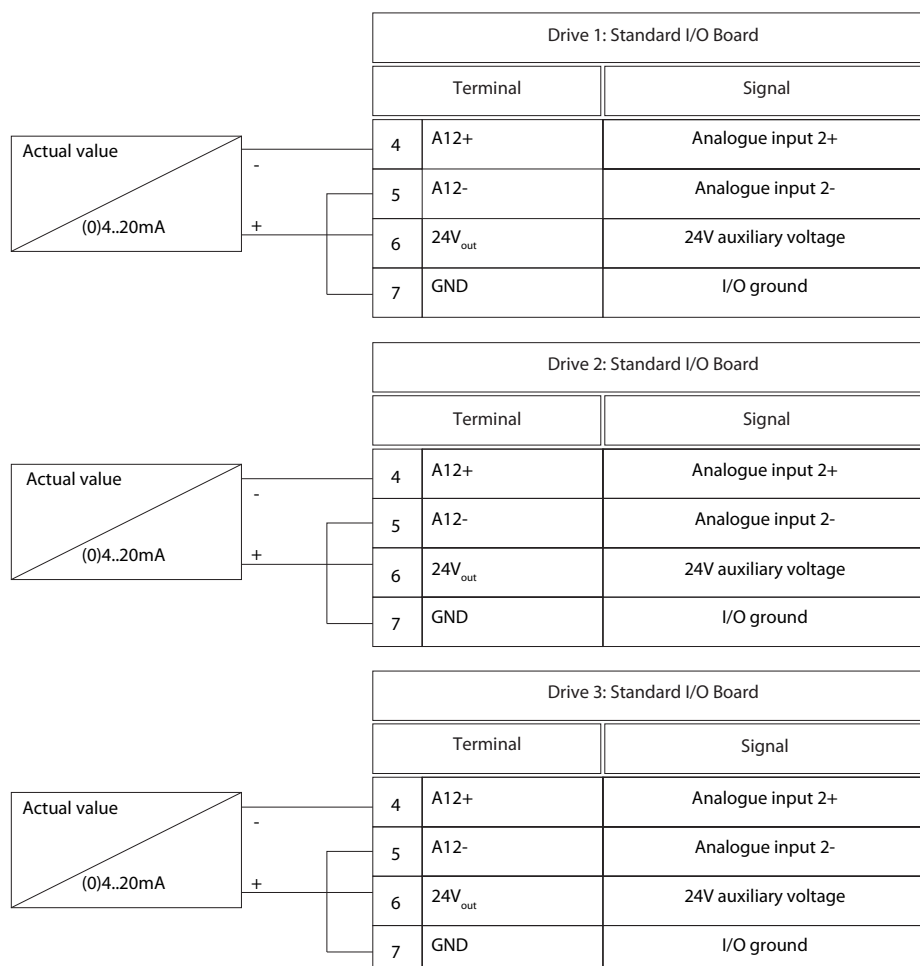 Drive 1: Standard I/O Board
Terminal Signal
Actual value
(0)4..20mA
-
+
4 A12+ Analogue input 2+
5 A12- Analogue input 2-
6 24Vout 24V auxiliary voltage
7 GND I/O ground
Drive 2: Standard I/O Board
Terminal Signal
Actual value
(0)4..20mA
-
+
4 A12+ Analogue input 2+
5 A12- Analogue input 2-
6 24Vout 24V auxiliary voltage
7 GND I/O ground
Drive 3: Standard I/O Board
Terminal Signal
Actual value
(0)4..20mA
-
+
4 A12+ Analogue input 2+
5 A12- Analogue input 2-
6 24Vout 24V auxiliary voltage
7 GND I/O ground